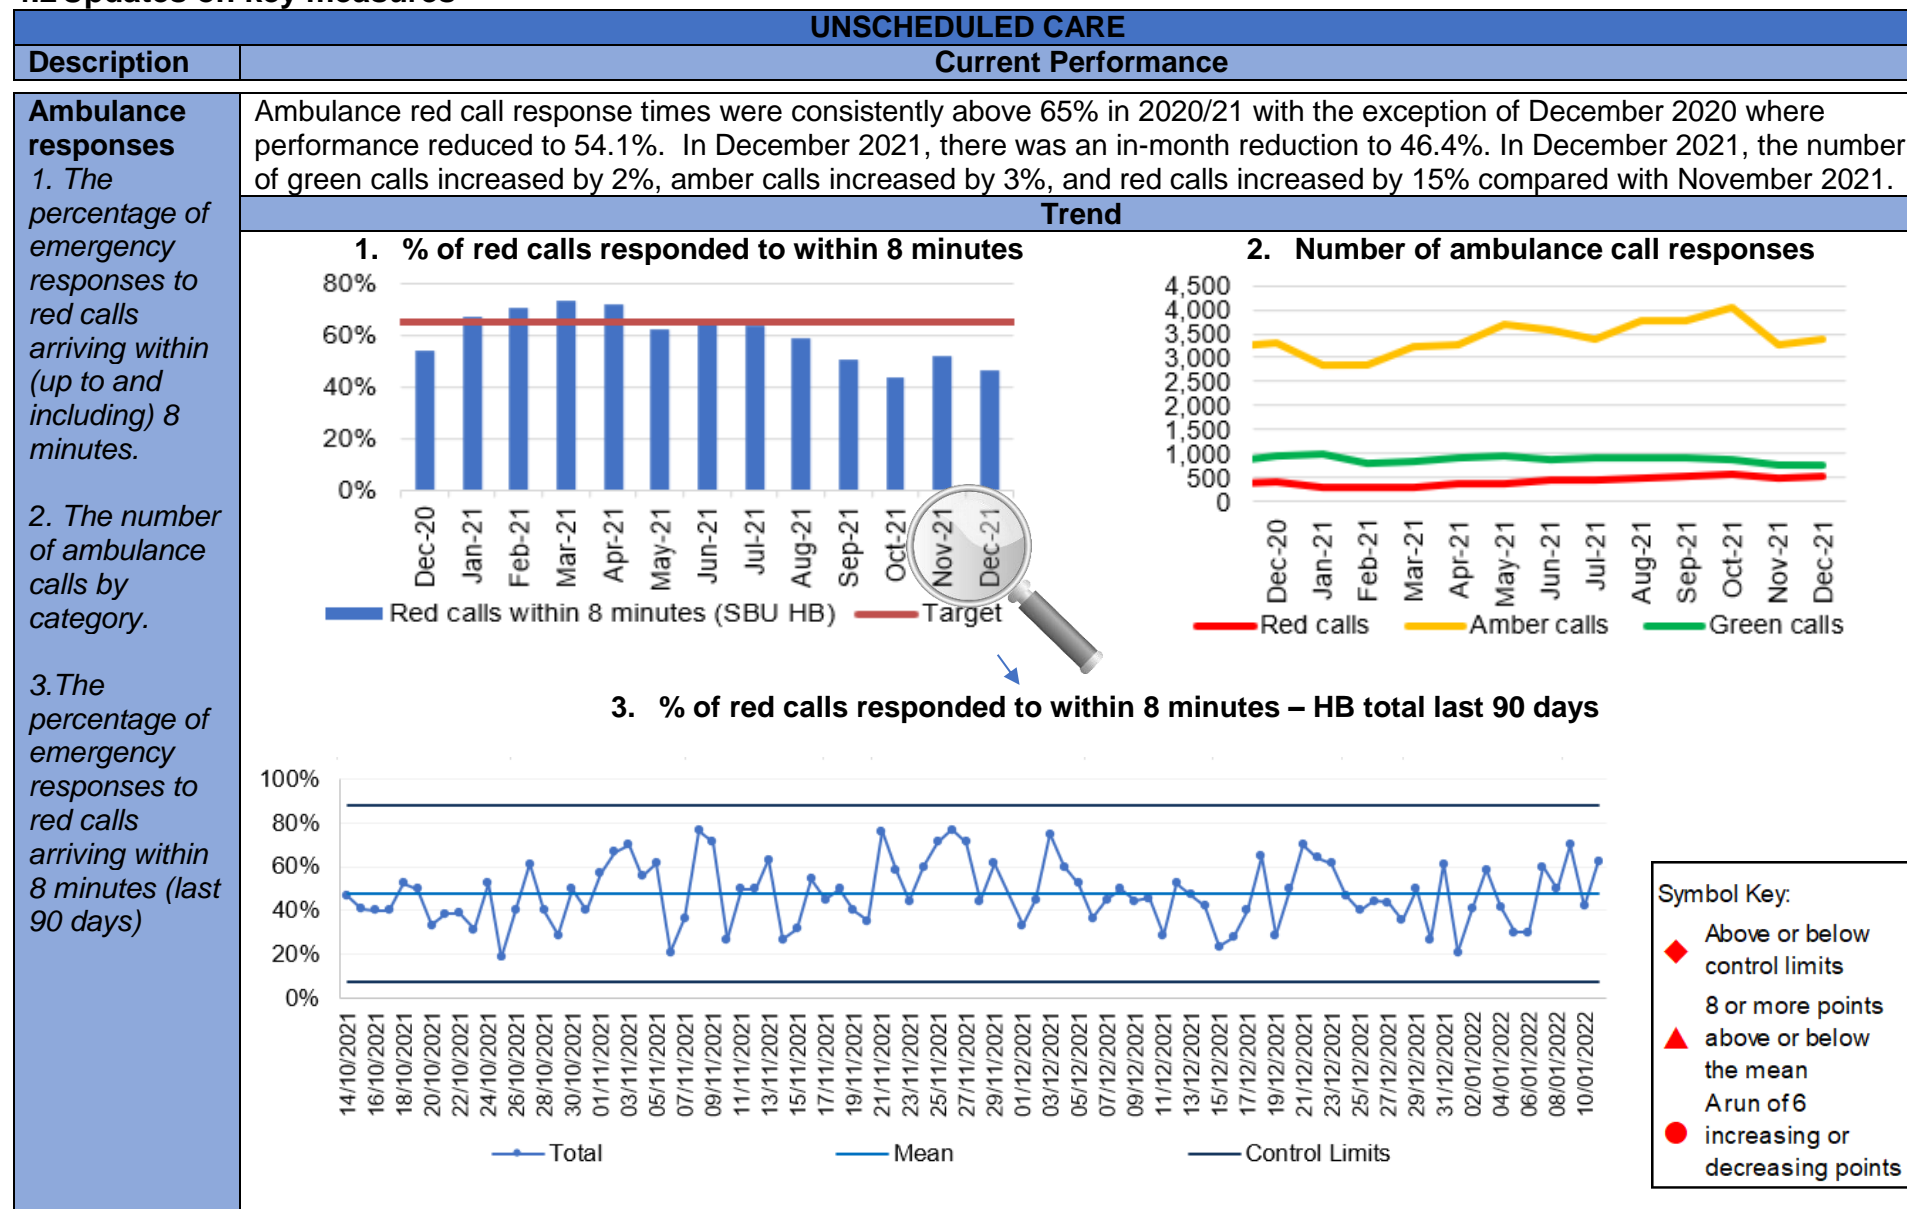 4.2 Updates on key measures
UNSCHEDULED CARE
Description
Current Performance
Ambulance
responses
1. The
percentage of
emergency
responses to
red calls
arriving within
(up to and
including) 8
minutes.
2. The number
of ambulance
calls by
category.
3.The
percentage of
emergency
responses to
red calls
arriving within
8 minutes (last
90 days)
Ambulance red call response times were consistently above 65% in 2020/21 with the exception of December 2020 where
performance reduced to 54.1%.  In December 2021, there was an in-month reduction to 46.4%. In December 2021, the number
of green calls increased by 2%, amber calls increased by 3%, and red calls increased by 15% compared with November 2021.
Trend
1. % of red calls responded to within 8 minutes
80%
60%
40%
20%
0%
Dec-20
Jan-21
Feb-21
Mar-21
Apr-21
May-21
Jun-21
Jul-21
Aug-21
Sep-21
Oct-21
Nov-21
Dec-21
Red calls within 8 minutes (SBU HB)
Target
2. Number of ambulance call responses
4,500
4,000
3,500
3,000
2,500
2,000
1,500
1,000
500
0
Dec-20
Jan-21
Feb-21
Mar-21
Apr-21
May-21
Jun-21
Jul-21
Aug-21
Sep-21
Oct-21
Nov-21
Dec-21
Red calls
Amber calls
Green calls
3. % of red calls responded to within 8 minutes – HB total last 90 days
100%
80%
60%
40%
20%
0%
14/10/2021
16/10/2021
18/10/2021
20/10/2021
22/10/2021
24/10/2021
26/10/2021
28/10/2021
30/10/2021
01/11/2021
03/11/2021
05/11/2021
07/11/2021
09/11/2021
11/11/2021
13/11/2021
15/11/2021
17/11/2021
19/11/2021
21/11/2021
23/11/2021
25/11/2021
27/11/2021
29/11/2021
01/12/2021
03/12/2021
05/12/2021
07/12/2021
09/12/2021
11/12/2021
13/12/2021
15/12/2021
17/12/2021
19/12/2021
21/12/2021
23/12/2021
25/12/2021
27/12/2021
29/12/2021
31/12/2021
02/01/2022
04/01/2022
06/01/2022
08/01/2022
10/01/2022
Total
Mean
Control Limits
Symbol Key:
Above or below
control limits
8 or more points
above or below
the mean
A run of 6
increasing or
decreasing points